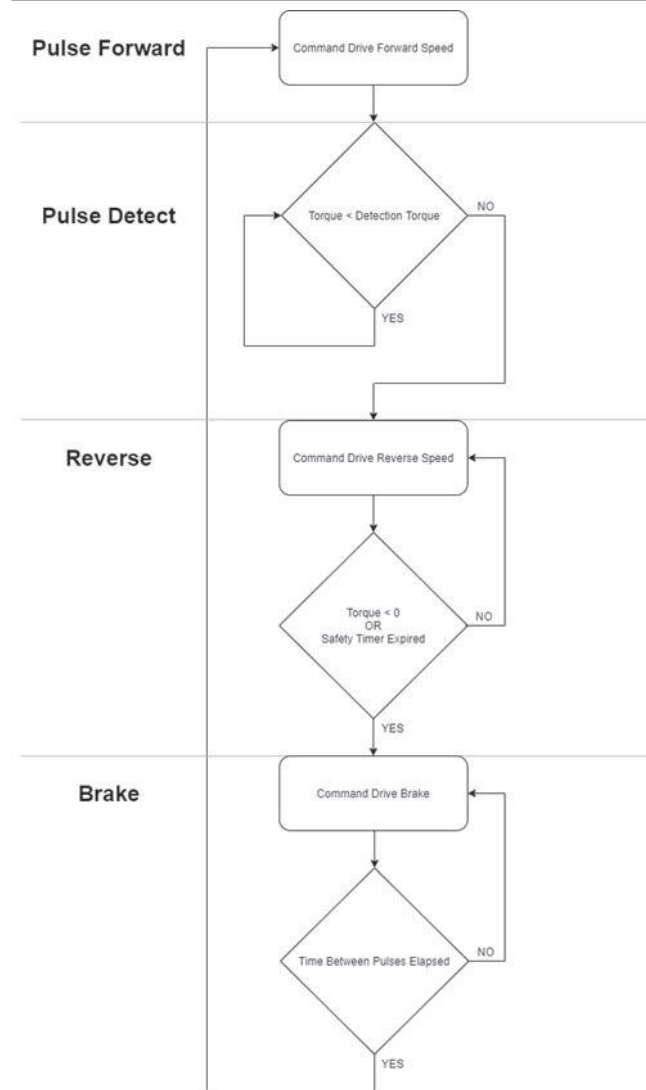 Pulse Forward
Command Drive Forward Speed
Pulse Detect
Torque < Detection Torque
NO
YES
Reverse
Command Drive Reverse Speed
Torque < 0
OR
Safety Timer Expired
NO
YES
Brake
Command Drive Brake
Time Between Pulses Elapsed
NO
YES